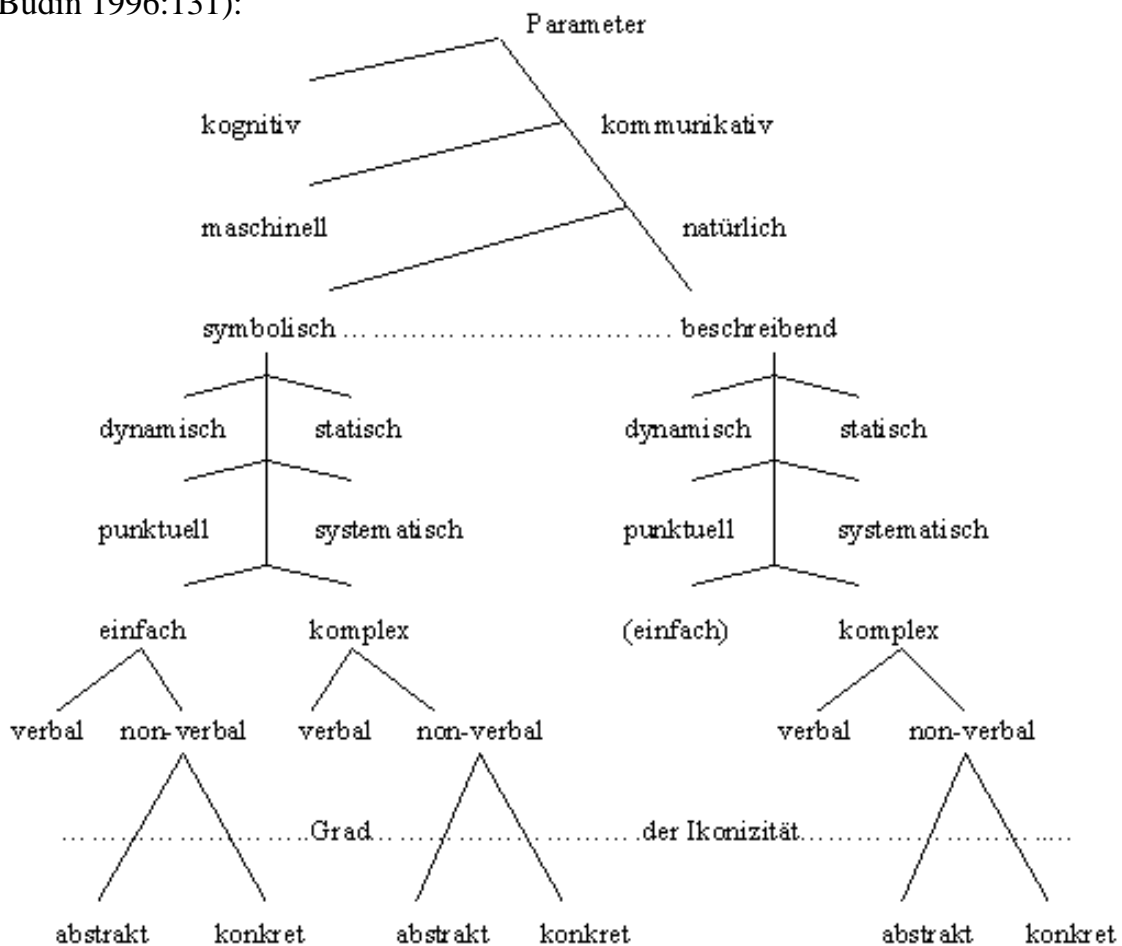 Budin 1996:131):
Parameter
kognitiv kommunikativ
maschinell natürlich
symbolisch ................................ beschreibend
dynamisch statisch dynamisch statisch
punktuell systematisch punktuell systematisch
einfach komplex (einfach) komplex
verbal non-verbal verbal non-verbal verbal non-verbal
........................Grad..........................der Ikonizität..........................
abstrakt konkret abstrakt konkret abstrakt konkret